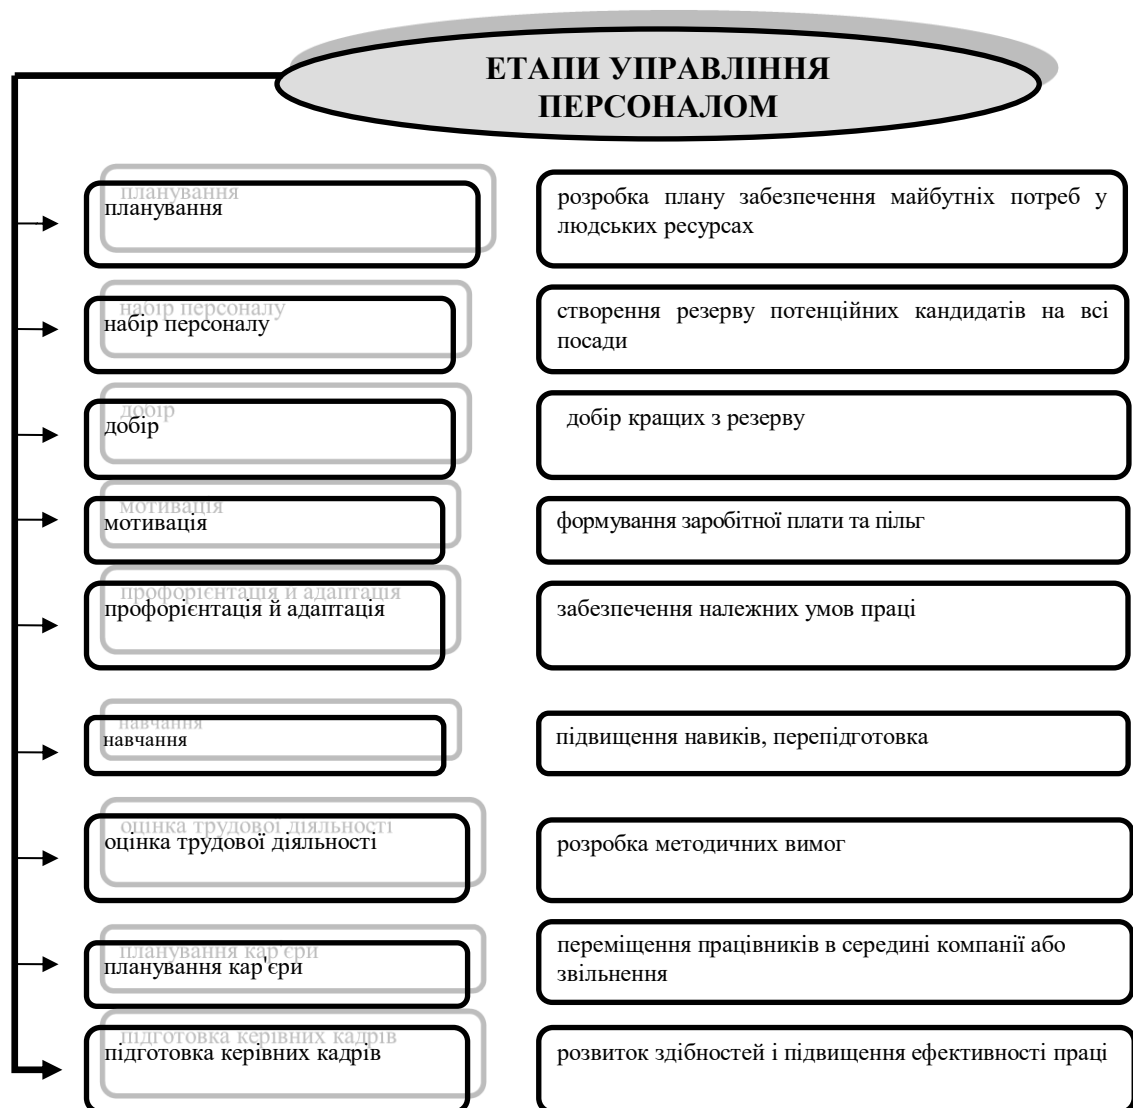 ЕТАПИ УПРАВЛІННЯ
ПЕРСОНАЛОМ
планування
розробка плану забезпечення майбутніх потреб у
людських ресурсах
набір персоналу
створення резерву потенційних кандидатів на всі
посади
добір
добір кращих з резерву
мотивація
формування заробітної плати та пільг
профорієнтація й адаптація
забезпечення належних умов праці
навчання
підвищення навиків, перепідготовка
оцінка трудової діяльності
розробка методичних вимог
планування кар'єри
переміщення працівників в середині компанії або
звільнення
підготовка керівних кадрів
розвиток здібностей і підвищення ефективності праці